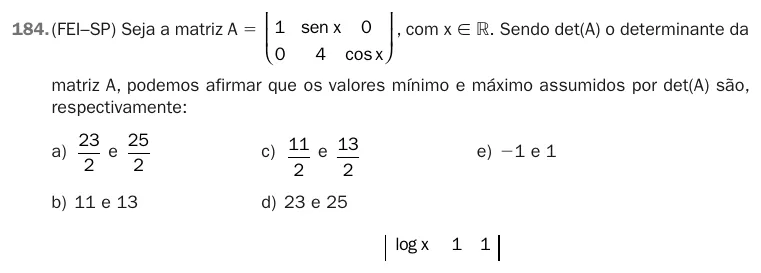 184. (FEI–SP) Seja a matriz A = 1 sen x 0 , com x ∈ ℝ. Sendo det(A) o determinante da
0 4 cos x
matriz A, podemos afirmar que os valores mínimo e máximo assumidos por det(A) são,
respectivamente:
a) 23/2 e 25/2 c) 11/2 e 13/2 e) −1 e 1
b) 11 e 13 d) 23 e 25
log x 1 1